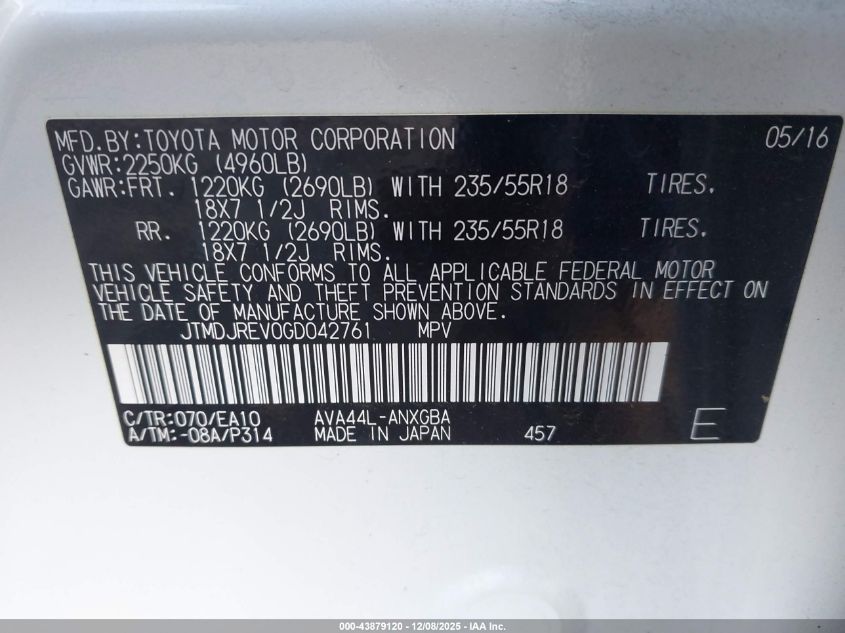 MFD.BY:TOYOTA MOTOR CORPORATION 05/16
GVWR:2250KG (4960LB)
GAWR:FRT. 1220KG (2690LB) WITH 235/55R18 TIRES.
18X7 1/2J RIMS.
RR. 1220KG (2690LB) WITH 235/55R18 TIRES.
18X7 1/2J RIMS.
THIS VEHICLE CONFORMS TO ALL APPLICABLE FEDERAL MOTOR
VEHICLE SAFETY AND THEFT PREVENTION STANDARDS IN EFFECT ON
THE DATE OF MANUFACTURE SHOWN ABOVE.
JTMDJREV0GD042761 MPV
C/TR:070/EA10 AVA44L-ANXGBA
A/TM:-08A/P314 MADE IN JAPAN 457 E
000-43879120 - 12/08/2025 - IAA Inc.